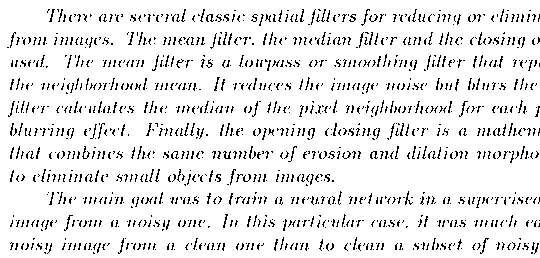 There are several classic spatial filters for reducing or elimin
from images. The mean filter, the median filter and the closing o
used. The mean filter is a lowpass or smoothing filter that rep
the neighborhood mean. It reduces the image noise but blurs the
filter calculates the median of the pixel neighborhood for each p
blurring effect. Finally, the opening closing filter is a mathem
that combines the same number of erosion and dilation morpho
to eliminate small objects from images.
The main goal was to train a neural network in a supervised
image from a noisy one. In this particular case, it was much ea
noisy image from a clean one than to clean a subset of noisy